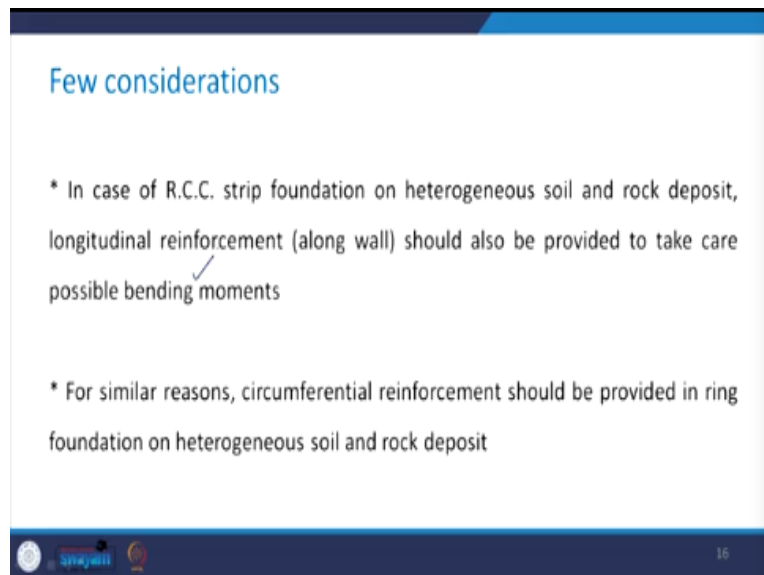 Few considerations
* In case of R.C.C. strip foundation on heterogeneous soil and rock deposit,
longitudinal reinforcement (along wall) should also be provided to take care
possible bending moments
* For similar reasons, circumferential reinforcement should be provided in ring
foundation on heterogeneous soil and rock deposit
swayam
16